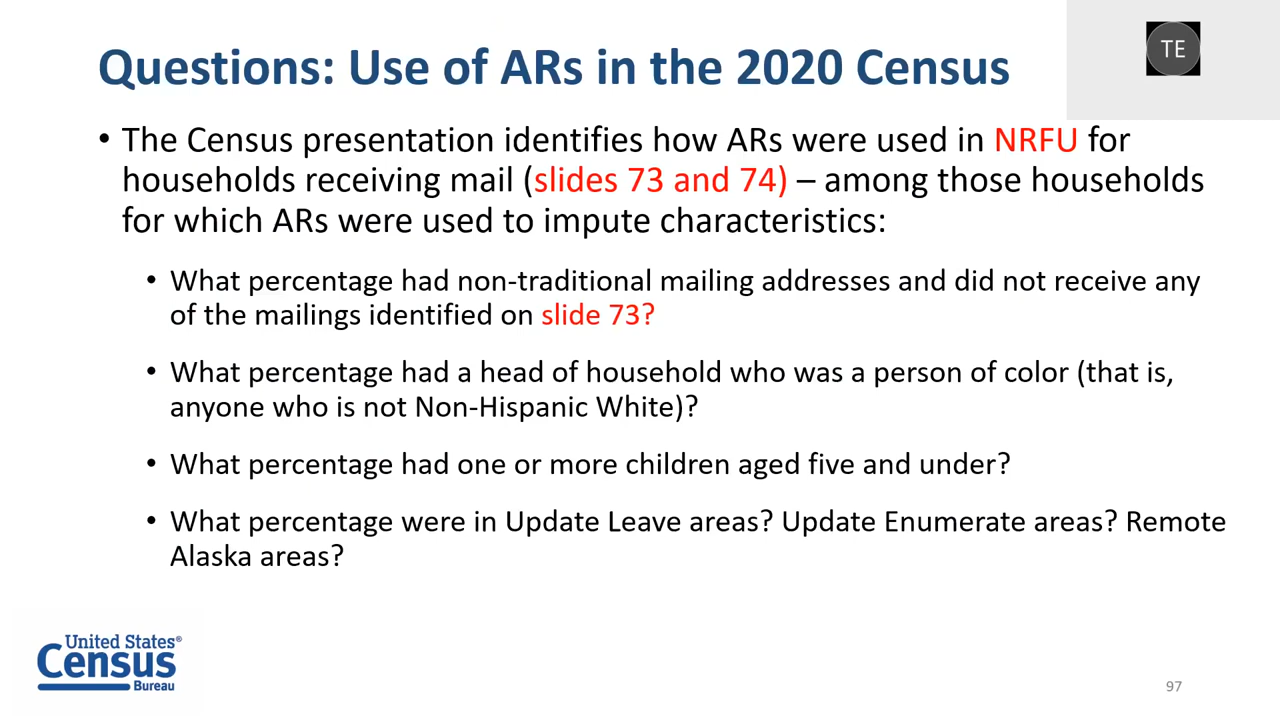 Questions: Use of ARs in the 2020 Census
TE
• The Census presentation identifies how ARs were used in NRFU for
households receiving mail (slides 73 and 74) – among those households
for which ARs were used to impute characteristics:
• What percentage had non-traditional mailing addresses and did not receive any
of the mailings identified on slide 73?
• What percentage had a head of household who was a person of color (that is,
anyone who is not Non-Hispanic White)?
• What percentage had one or more children aged five and under?
• What percentage were in Update Leave areas? Update Enumerate areas? Remote
Alaska areas?
United States®
Census
Bureau
97